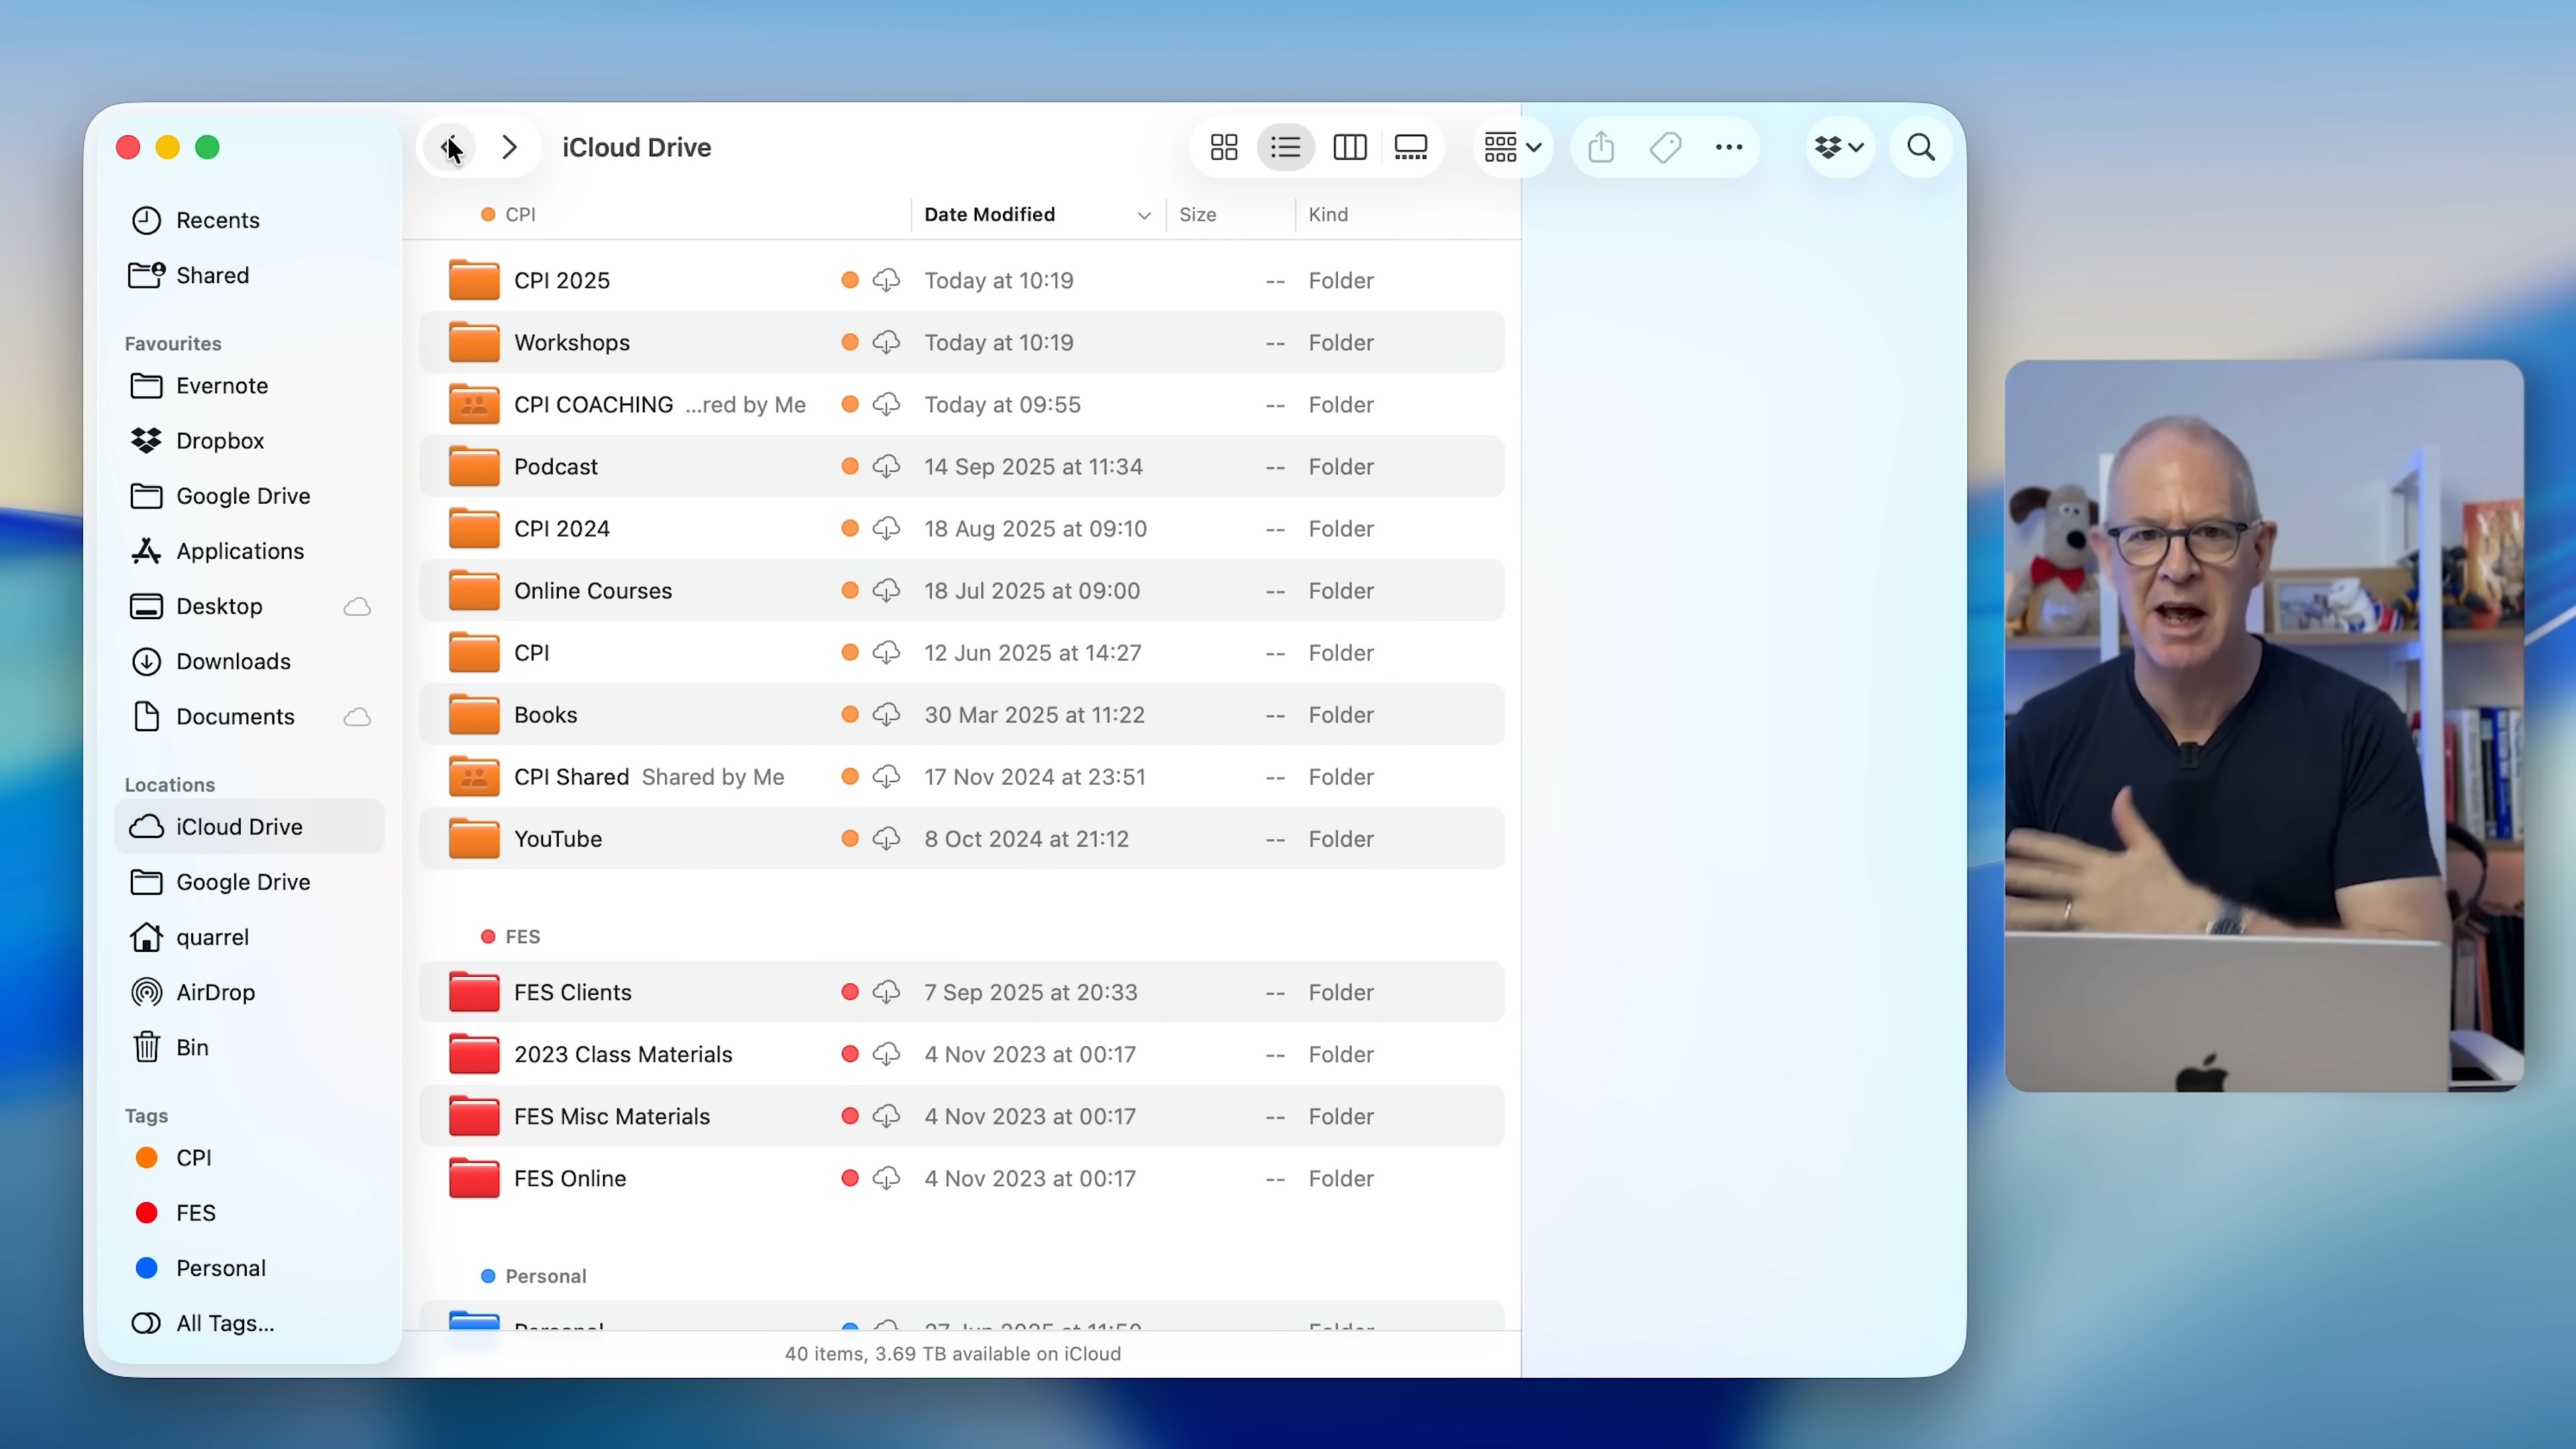 iCloud Drive
Recents
Shared
Favourites
Evernote
Dropbox
Google Drive
Applications
Desktop
Downloads
Documents
Locations
iCloud Drive
Google Drive
quarrel
AirDrop
Bin
Tags
CPI
FES
Personal
All Tags...
CPI Date Modified Size Kind
CPI 2025 Today at 10:19 -- Folder
Workshops Today at 10:19 -- Folder
CPI COACHING ...red by Me Today at 09:55 -- Folder
Podcast 14 Sep 2025 at 11:34 -- Folder
CPI 2024 18 Aug 2025 at 09:10 -- Folder
Online Courses 18 Jul 2025 at 09:00 -- Folder
CPI 12 Jun 2025 at 14:27 -- Folder
Books 30 Mar 2025 at 11:22 -- Folder
CPI Shared Shared by Me 17 Nov 2024 at 23:51 -- Folder
YouTube 8 Oct 2024 at 21:12 -- Folder
FES
FES Clients 7 Sep 2025 at 20:33 -- Folder
2023 Class Materials 4 Nov 2023 at 00:17 -- Folder
FES Misc Materials 4 Nov 2023 at 00:17 -- Folder
FES Online 4 Nov 2023 at 00:17 -- Folder
Personal
Personal 27 Jun 2025 at 11:50 -- Folder
40 items, 3.69 TB available on iCloud